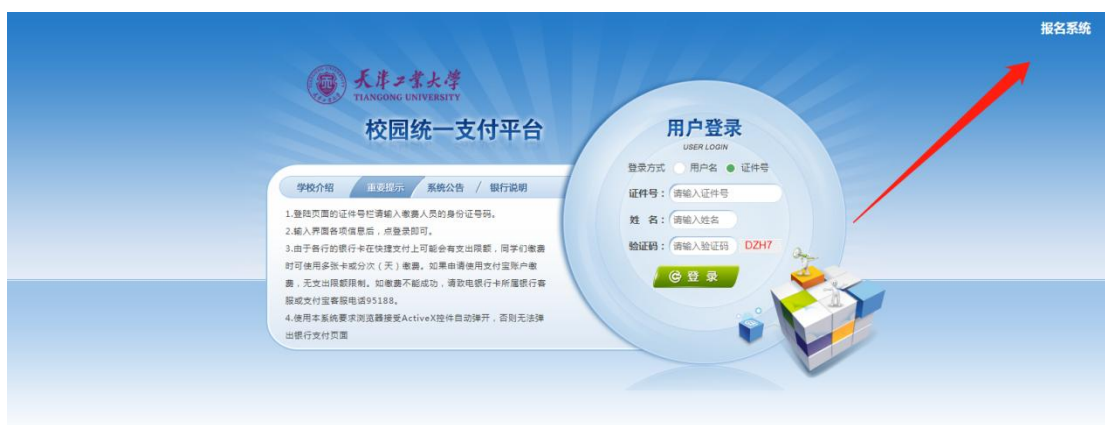 报名系统
天津工业大学
TIANGONG UNIVERSITY
校园统一支付平台
学校介绍 重要提示 系统公告 / 银行说明
1.登陆页面的证件号栏请输入缴费人员的身份证号码。
2.输入界面各项信息后，点登录即可。
3.由于各行的银行卡在快捷支付上可能会有支出限额，同学们缴费
时可使用多张卡或分次（天）缴费。如果由请使用支付宝账户缴
费，无支出限额限制。如缴费不能成功，请致电银行卡所属银行客
服或支付宝客服电话95188。
4.使用本系统要求浏览器接受ActiveX控件自动弹开，否则无法弹
出银行支付页面
用户登录
USER LOGIN
登录方式 用户名 证件号
证件号： 请输入证件号
姓 名： 请输入姓名
验证码： 请输入验证码 DZH7
登 录